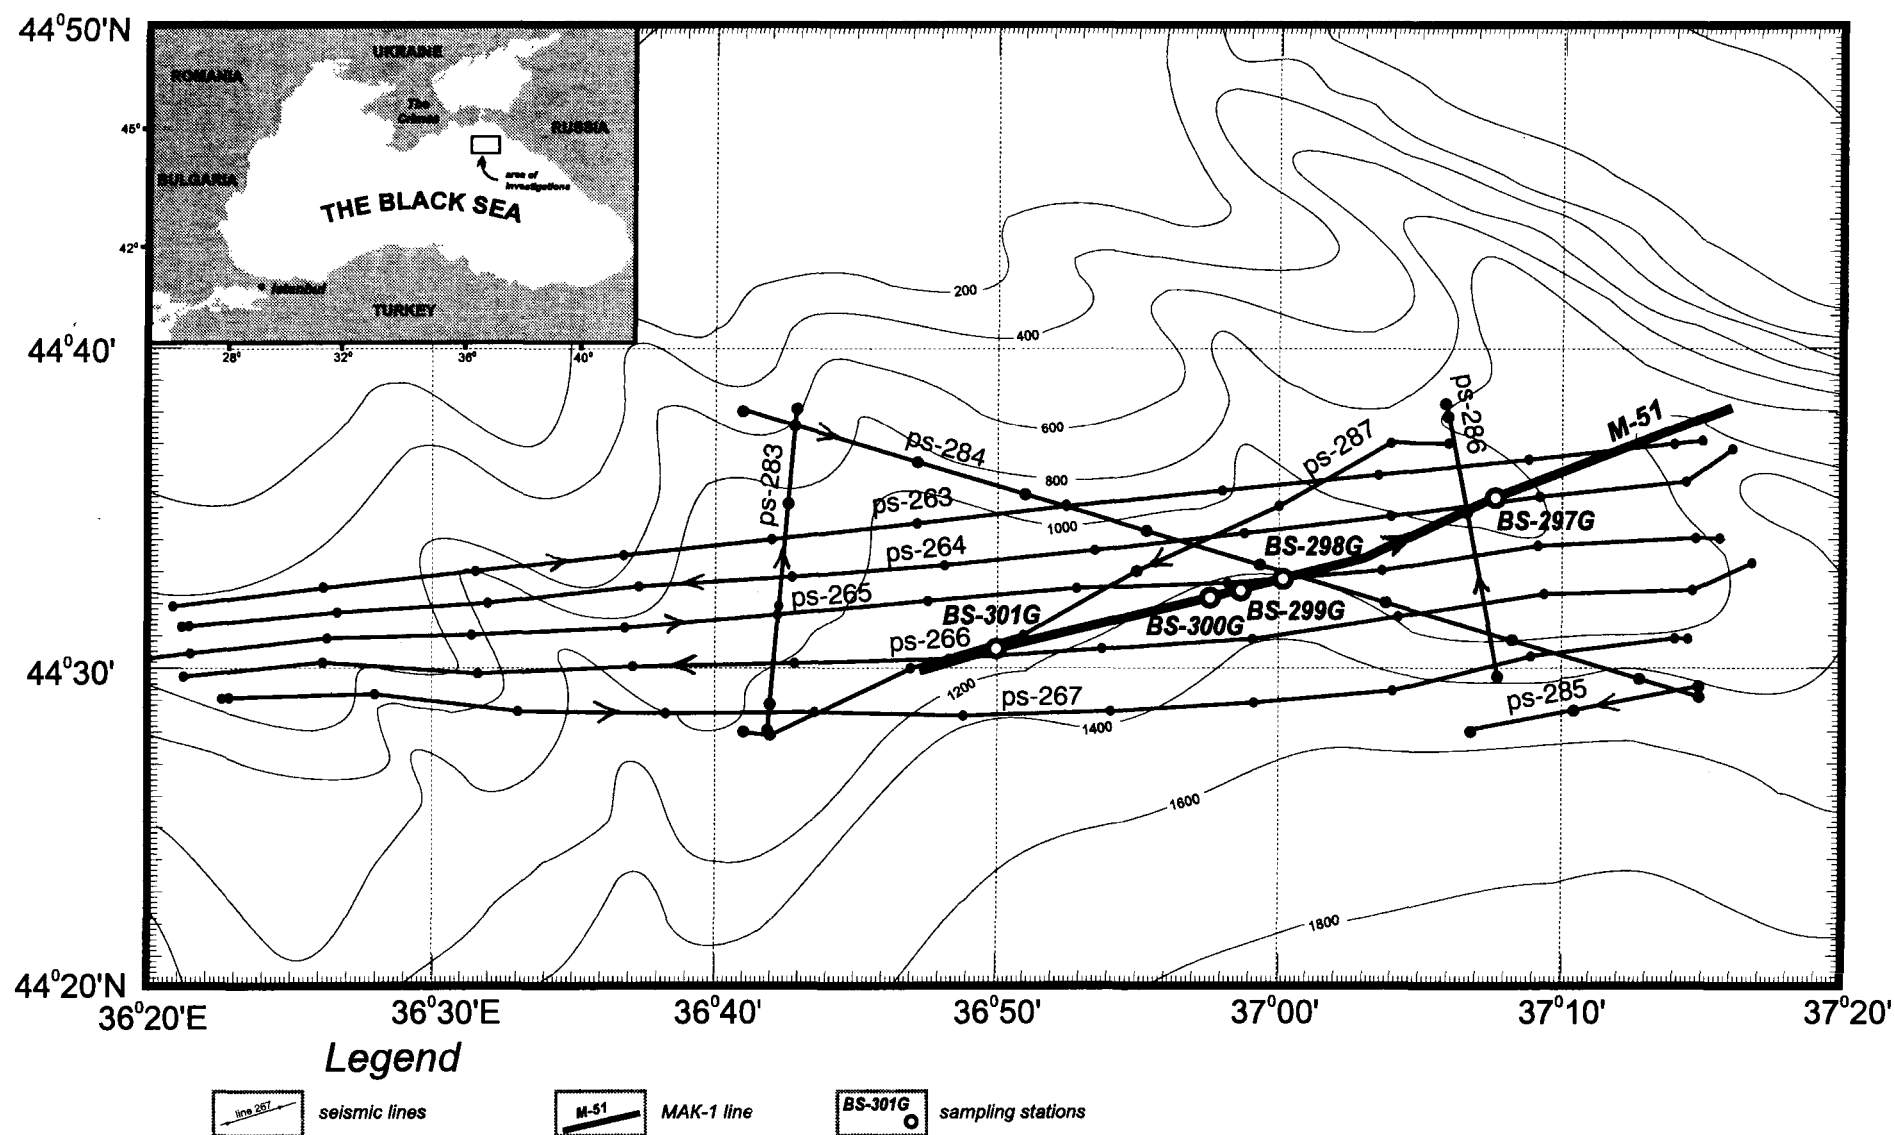 44°50'N
UKRAINE
ROMANIA
The
Crimea
45°
RUSSIA
area of
investigations
BULGARIA
THE BLACK SEA
42°
Istanbul
TURKEY
28°
32°
36°
40°
200
400
44°40'
ps-286
M-51
600
ps-287
ps-284
ps-283
800
ps-263
1000
BS-297G
BS-298G
ps-264
ps-265
BS-301G
BS-299G
BS-300G
ps-266
44°30'
1200
ps-267
ps-285
1400
1600
1800
44°20'N
36°20'E
36°30'E
36°40'
36°50'
37°00'
37°10'
37°20'
Legend
line 267
seismic lines
M-51
MAK-1 line
BS-301G
sampling stations